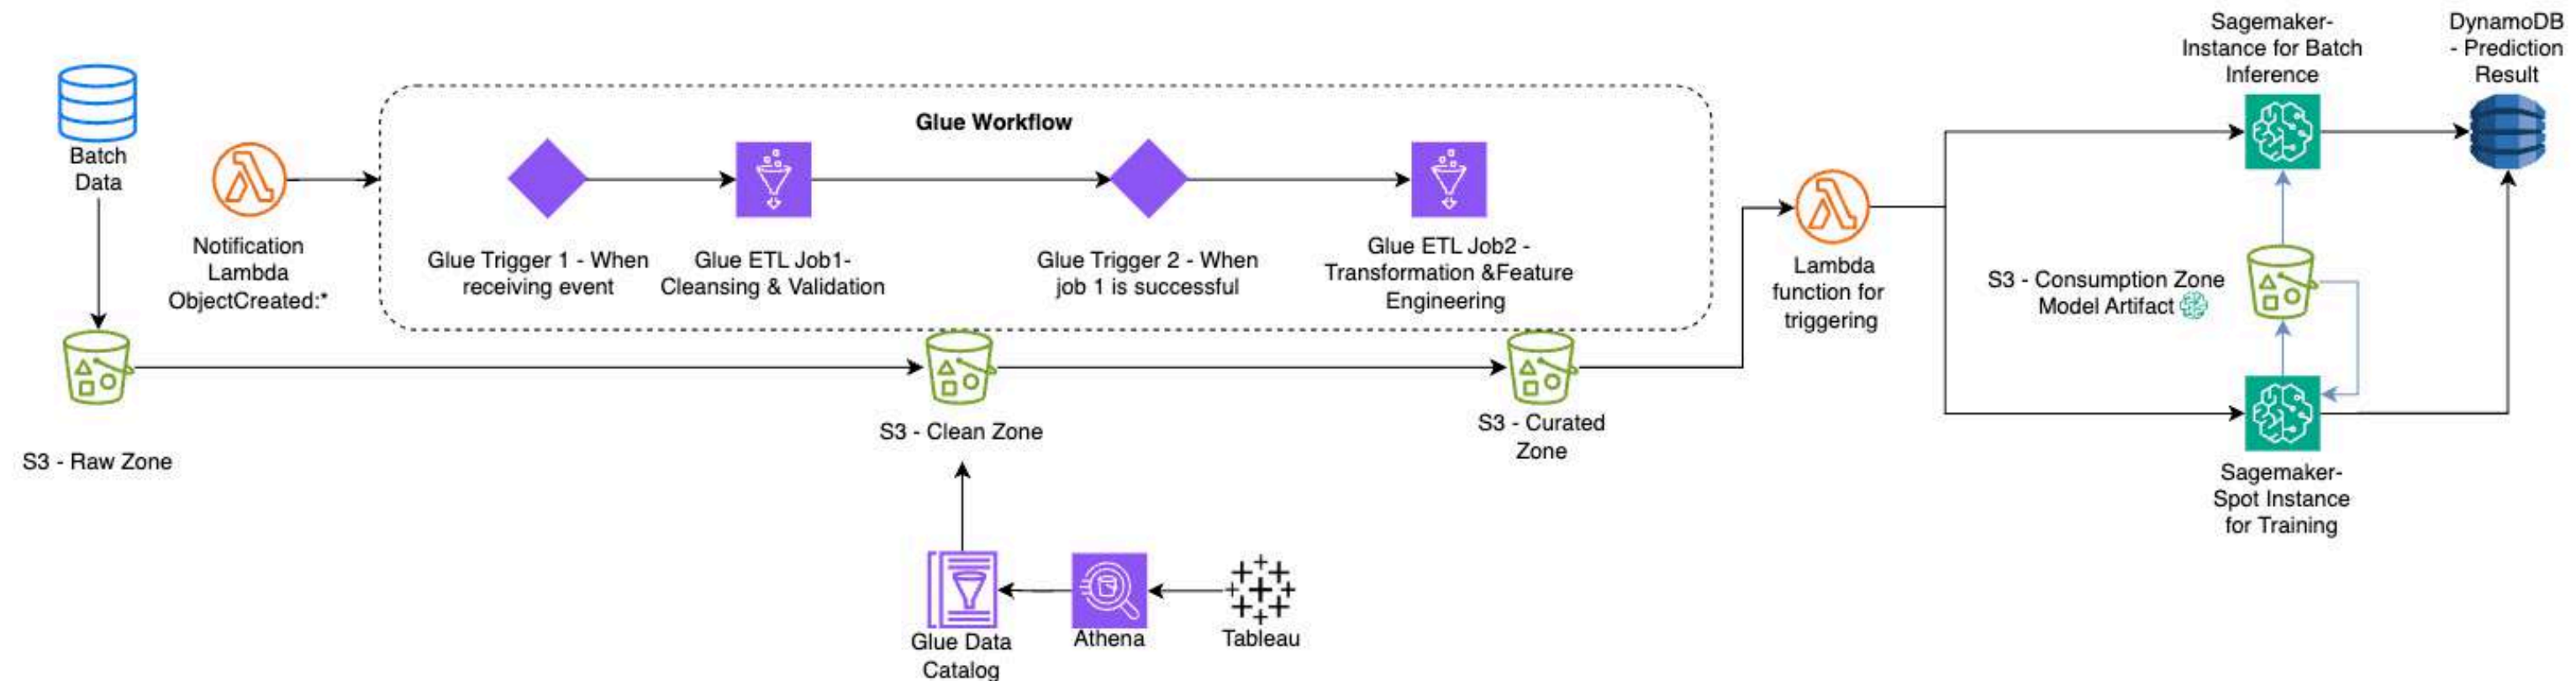 Batch
Data
Notification
Lambda
ObjectCreated:*
S3 - Raw Zone
Glue Workflow
Glue Trigger 1 - When
receiving event
Glue ETL Job1-
Cleansing & Validation
Glue Trigger 2 - When
job 1 is successful
Glue ETL Job2 -
Transformation &Feature
Engineering
S3 - Clean Zone
S3 - Curated
Zone
Glue Data
Catalog
Athena
Tableau
Lambda
function for
triggering
Sagemaker-
Instance for Batch
Inference
DynamoDB
- Prediction
Result
S3 - Consumption Zone
Model Artifact
Sagemaker-
Spot Instance
for Training